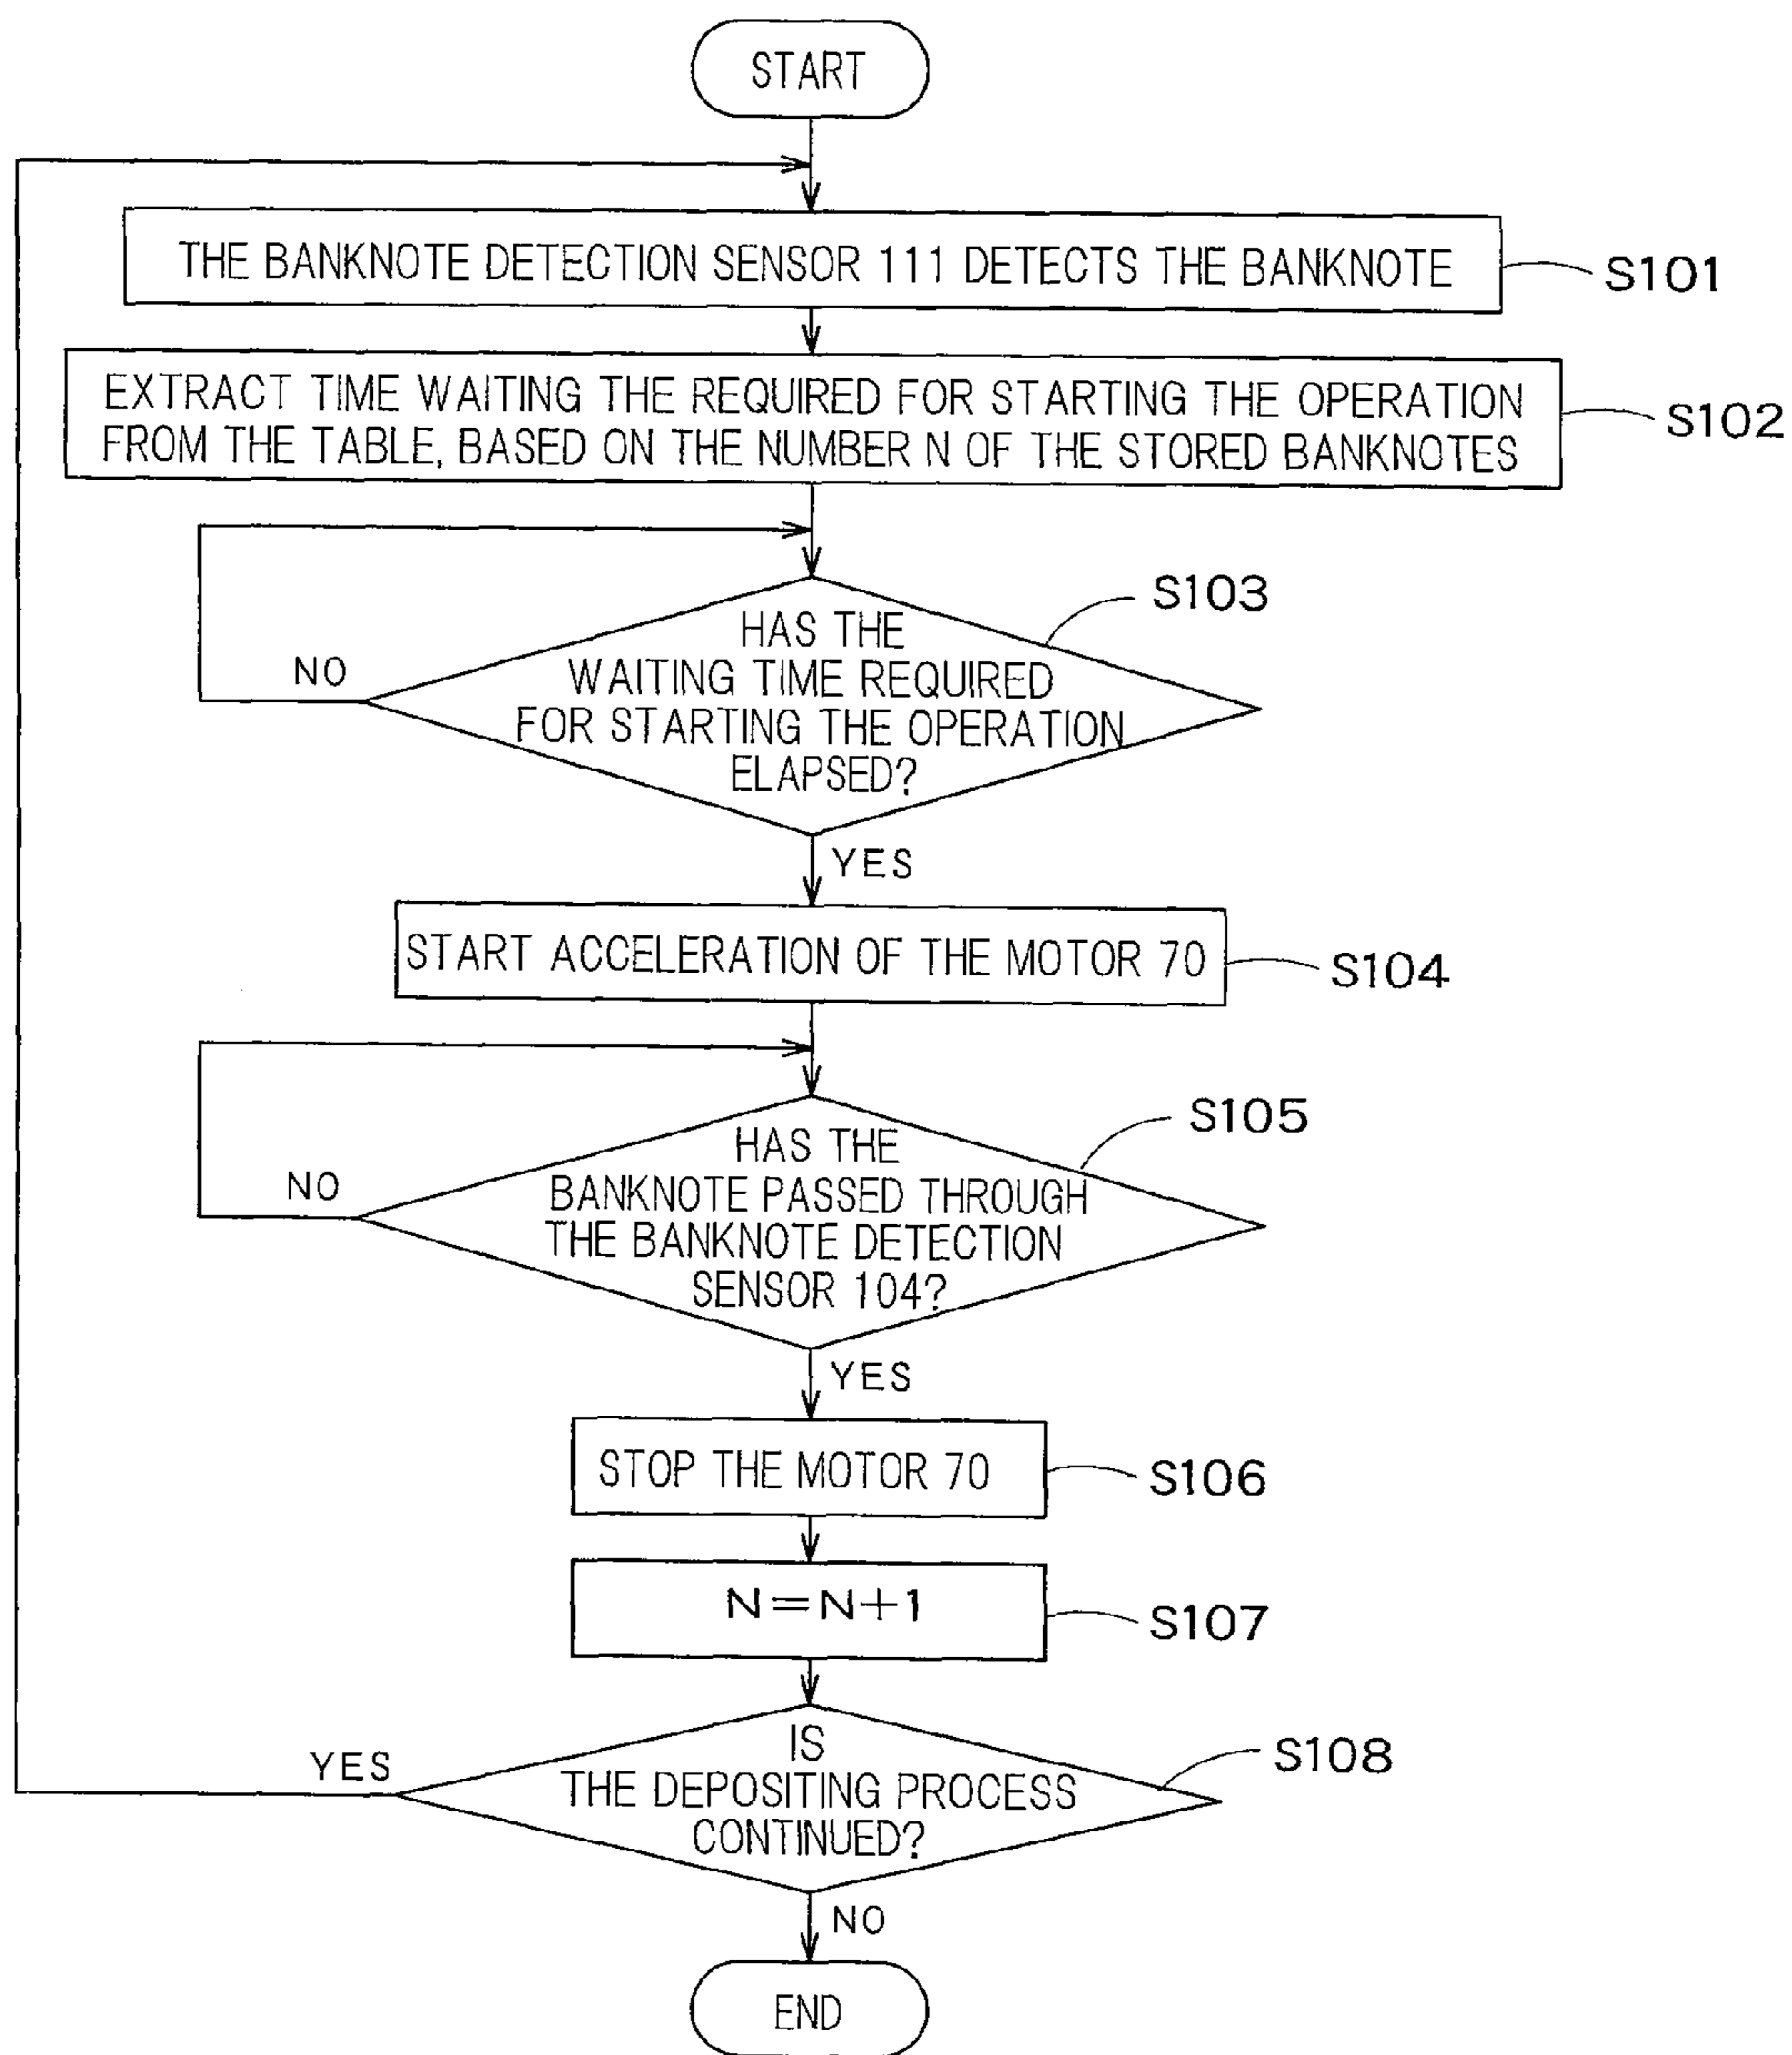 START
THE BANKNOTE DETECTION SENSOR 111 DETECTS THE BANKNOTE
S101
EXTRACT TIME WAITING THE REQUIRED FOR STARTING THE OPERATION
FROM THE TABLE, BASED ON THE NUMBER N OF THE STORED BANKNOTES
S102
S103
HAS THE
WAITING TIME REQUIRED
FOR STARTING THE OPERATION
ELAPSED?
NO
YES
START ACCELERATION OF THE MOTOR 70
S104
S105
HAS THE
BANKNOTE PASSED THROUGH
THE BANKNOTE DETECTION
SENSOR 104?
NO
YES
STOP THE MOTOR 70
S106
N=N+1
S107
IS
THE DEPOSITING PROCESS
CONTINUED?
S108
YES
NO
END